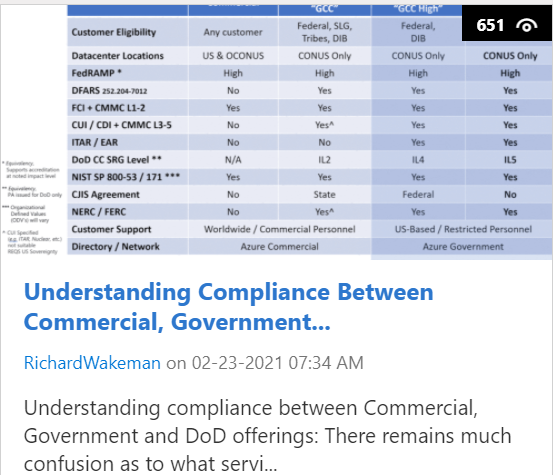 "GCC"
"GCC High"
651
Customer Eligibility Any customer Federal, SLG, Tribes, DIB Federal, DIB
Datacenter Locations US & OCONUS CONUS Only CONUS Only CONUS Only
FedRAMP * High High High High
DFARS 252.204-7012 No Yes Yes Yes
FCI + CMMC L1-2 Yes Yes Yes Yes
CUI / CDI + CMMC L3-5 No Yes^ Yes Yes
ITAR / EAR No No Yes Yes
DoD CC SRG Level ** N/A IL2 IL4 IL5
NIST SP 800-53 / 171 *** Yes Yes Yes Yes
CJIS Agreement No State Federal No
NERC / FERC No Yes^ Yes Yes
Customer Support Worldwide / Commercial Personnel US-Based / Restricted Personnel
Directory / Network Azure Commercial Azure Government
* Equivalency,
Supports accreditation
at noted impact level
** Equivalency,
PA issued for DoD only
*** Organizational
Defined Values
(ODV's) will vary
^ CUI Specified
(e.g. ITAR, Nuclear, etc.)
not suitable
REQS US Sovereignty
Understanding Compliance Between
Commercial, Government...
RichardWakeman on 02-23-2021 07:34 AM
Understanding compliance between Commercial,
Government and DoD offerings: There remains much
confusion as to what servi...